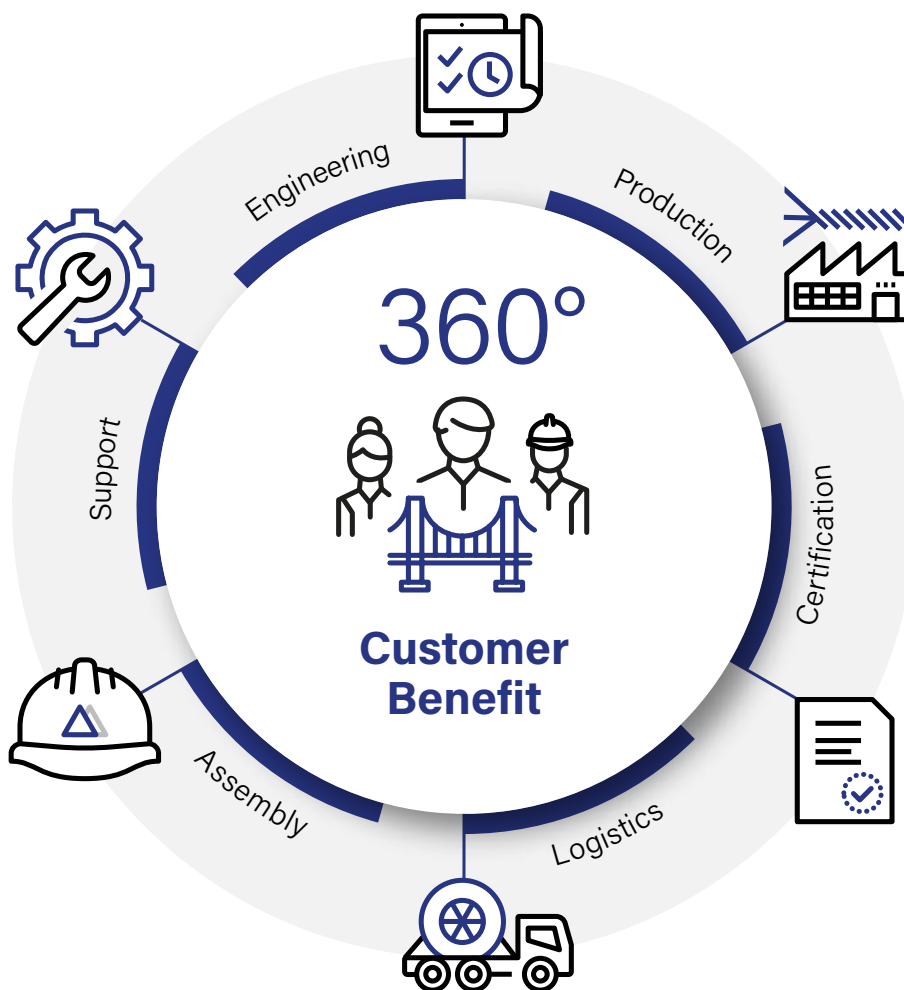 Engineering
Production
360°
Support
Certification
Customer
Benefit
Assembly
Logistics